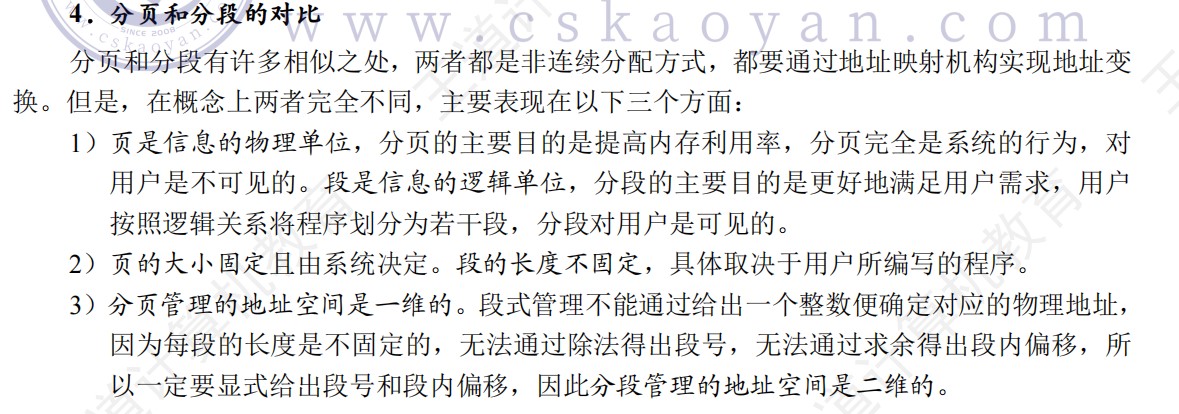 4．分页和分段的对比
www.cskaoyan.com
SINCE 2008
.cskaoyan.
分页和分段有许多相似之处，两者都是非连续分配方式，都要通过地址映射机构实现地址变
换。但是，在概念上两者完全不同，主要表现在以下三个方面：
1）页是信息的物理单位，分页的主要目的是提高内存利用率，分页完全是系统的行为，对
用户是不可见的。段是信息的逻辑单位，分段的主要目的是更好地满足用户需求，用户
按照逻辑关系将程序划分为若干段，分段对用户是可见的。
2）页的大小固定且由系统决定。段的长度不固定，具体取决于用户所编写的程序。
3）分页管理的地址空间是一维的。段式管理不能通过给出一个整数便确定对应的物理地址，
因为每段的长度是不固定的，无法通过除法得出段号，无法通过求余得出段内偏移，所
以一定要显式给出段号和段内偏移，因此分段管理的地址空间是二维的。